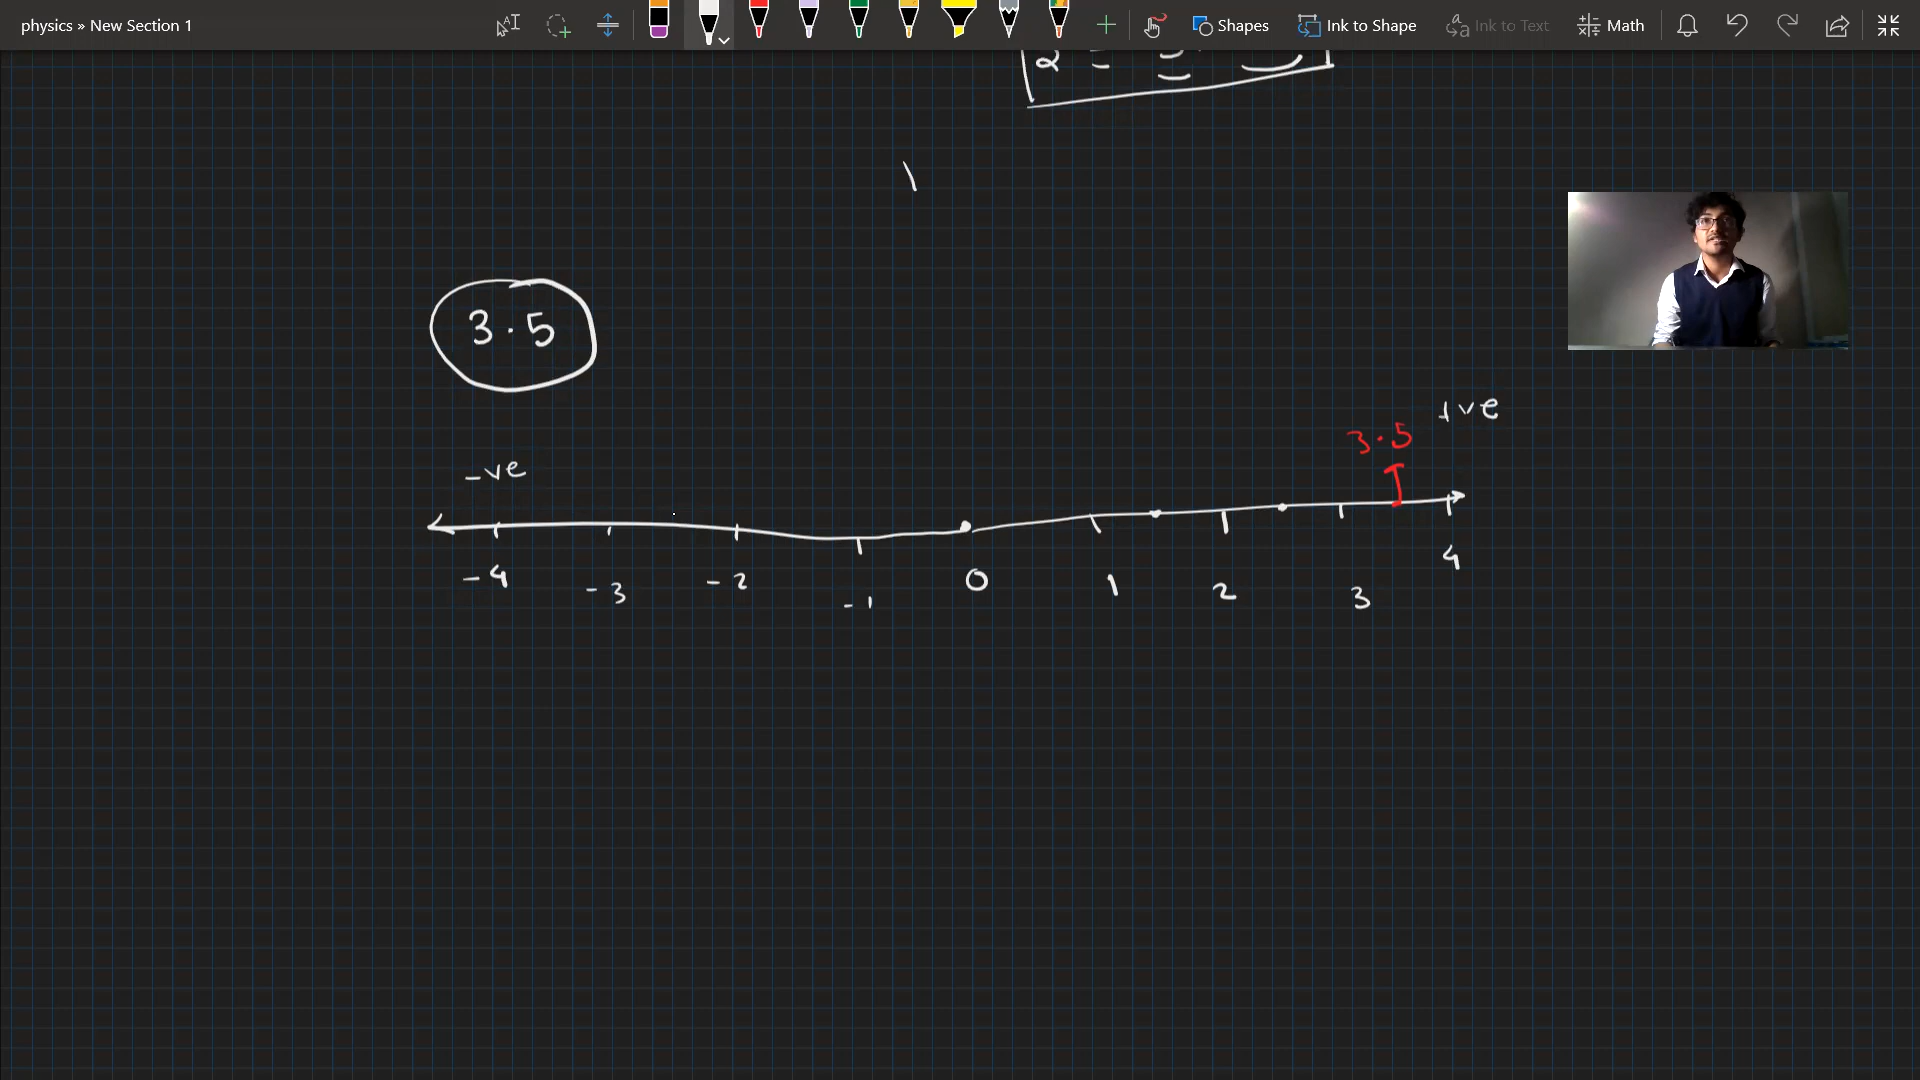 physics » New Section 1
Shapes
Ink to Shape
Ink to Text
Math
3.5
+ve
3.5
-ve
-4 -3 -2 -1 0 1 2 3 4